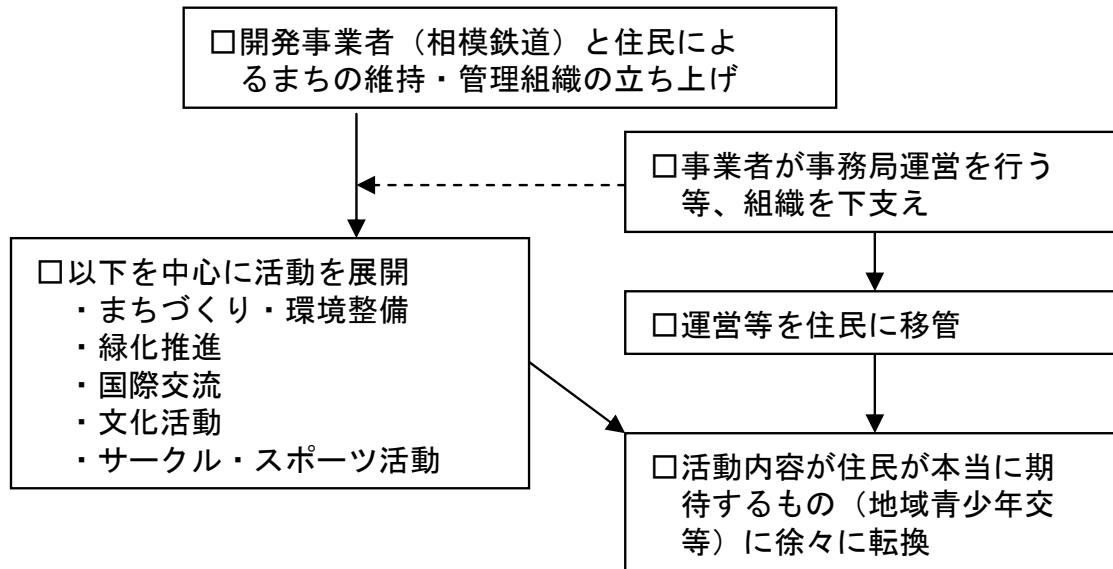 □開発事業者（相模鉄道）と住民によ
るまちの維持・管理組織の立ち上げ
□事業者が事務局運営を行う
等、組織を下支え
□以下を中心に活動を展開
・まちづくり・環境整備
・緑化推進
・国際交流
・文化活動
・サークル・スポーツ活動
□運営等を住民に移管
□活動内容が住民が本当に期
待するもの（地域青少年交
等）に徐々に転換